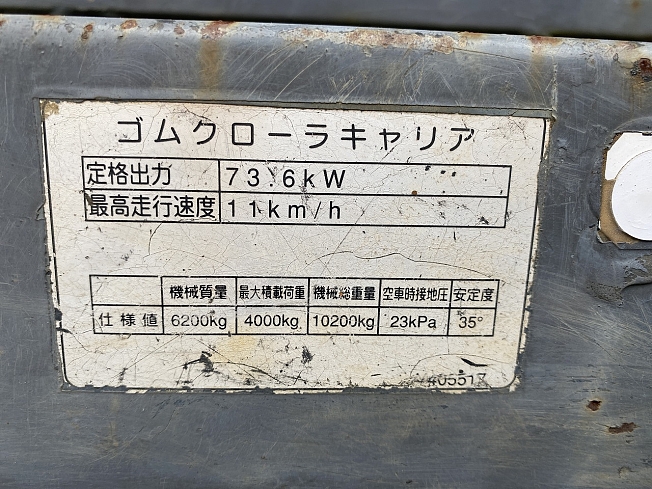 ゴムクローラキャリア
定格出力 73.6kW
最高走行速度 11km/h
機械質量 最大積載荷重 機械総重量 空車時接地圧 安定度
仕様値 6200kg 4000kg 10200kg 23kPa 35°
405517